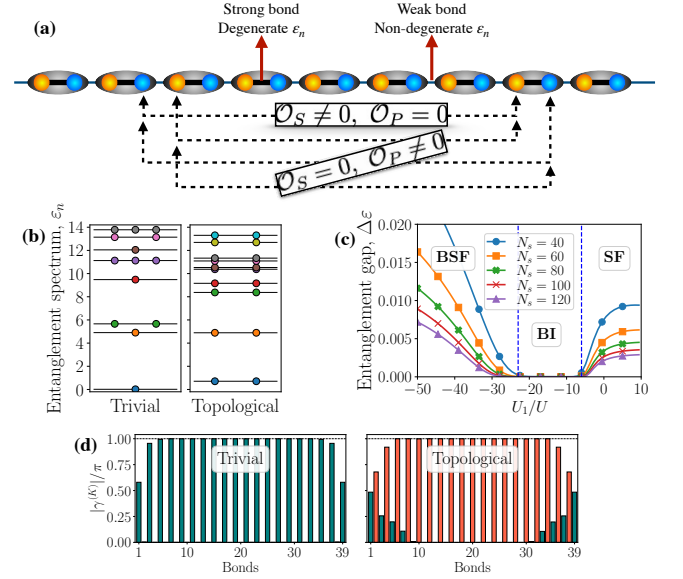 Strong bond
Degenerate εₙ
Weak bond
Non-degenerate εₙ
(a)
𝒪_S ≠ 0, 𝒪_P = 0
𝒪_S = 0, 𝒪_P ≠ 0
(b)
Entanglement spectrum, εₙ
14
12
10
8
6
4
2
0
Trivial
Topological
(c)
Entanglement gap, Δε
0.020
0.015
0.010
0.005
0.000
BSF
BI
SF
N_s = 40
N_s = 60
N_s = 80
N_s = 100
N_s = 120
−50 −40 −30 −20 −10 0 10
U₁/U
(d)
|γ^(K)|/π
1.00
0.75
0.50
0.25
0.00
Trivial
1 10 20 30 39
Bonds
Topological
1 10 20 30 39
Bonds